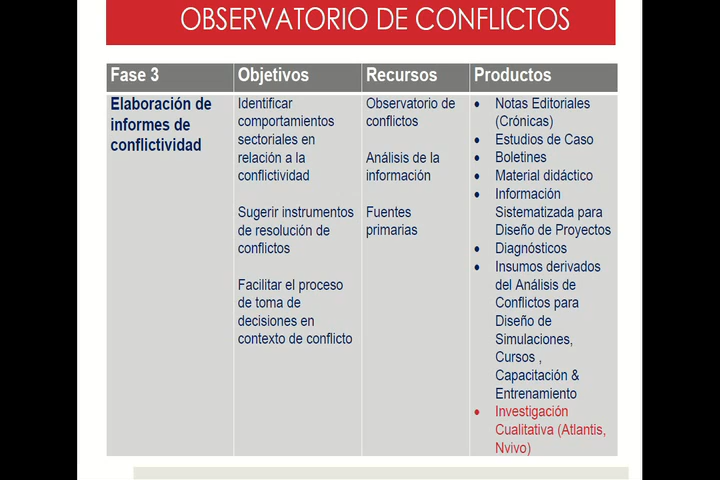 OBSERVATORIO DE CONFLICTOS
Fase 3
Objetivos
Recursos
Productos
Elaboración de
informes de
conflictividad
Identificar
comportamientos
sectoriales en
relación a la
conflictividad
Sugerir instrumentos
de resolución de
conflictos
Facilitar el proceso
de toma de
decisiones en
contexto de conflicto
Observatorio de
conflictos
Análisis de la
información
Fuentes
primarias
• Notas Editoriales
(Crónicas)
• Estudios de Caso
• Boletines
• Material didáctico
• Información
Sistematizada para
Diseño de Proyectos
• Diagnósticos
• Insumos derivados
del Análisis de
Conflictos para
Diseño de
Simulaciones,
Cursos ,
Capacitación &
Entrenamiento
• Investigación
Cualitativa (Atlantis,
Nvivo)